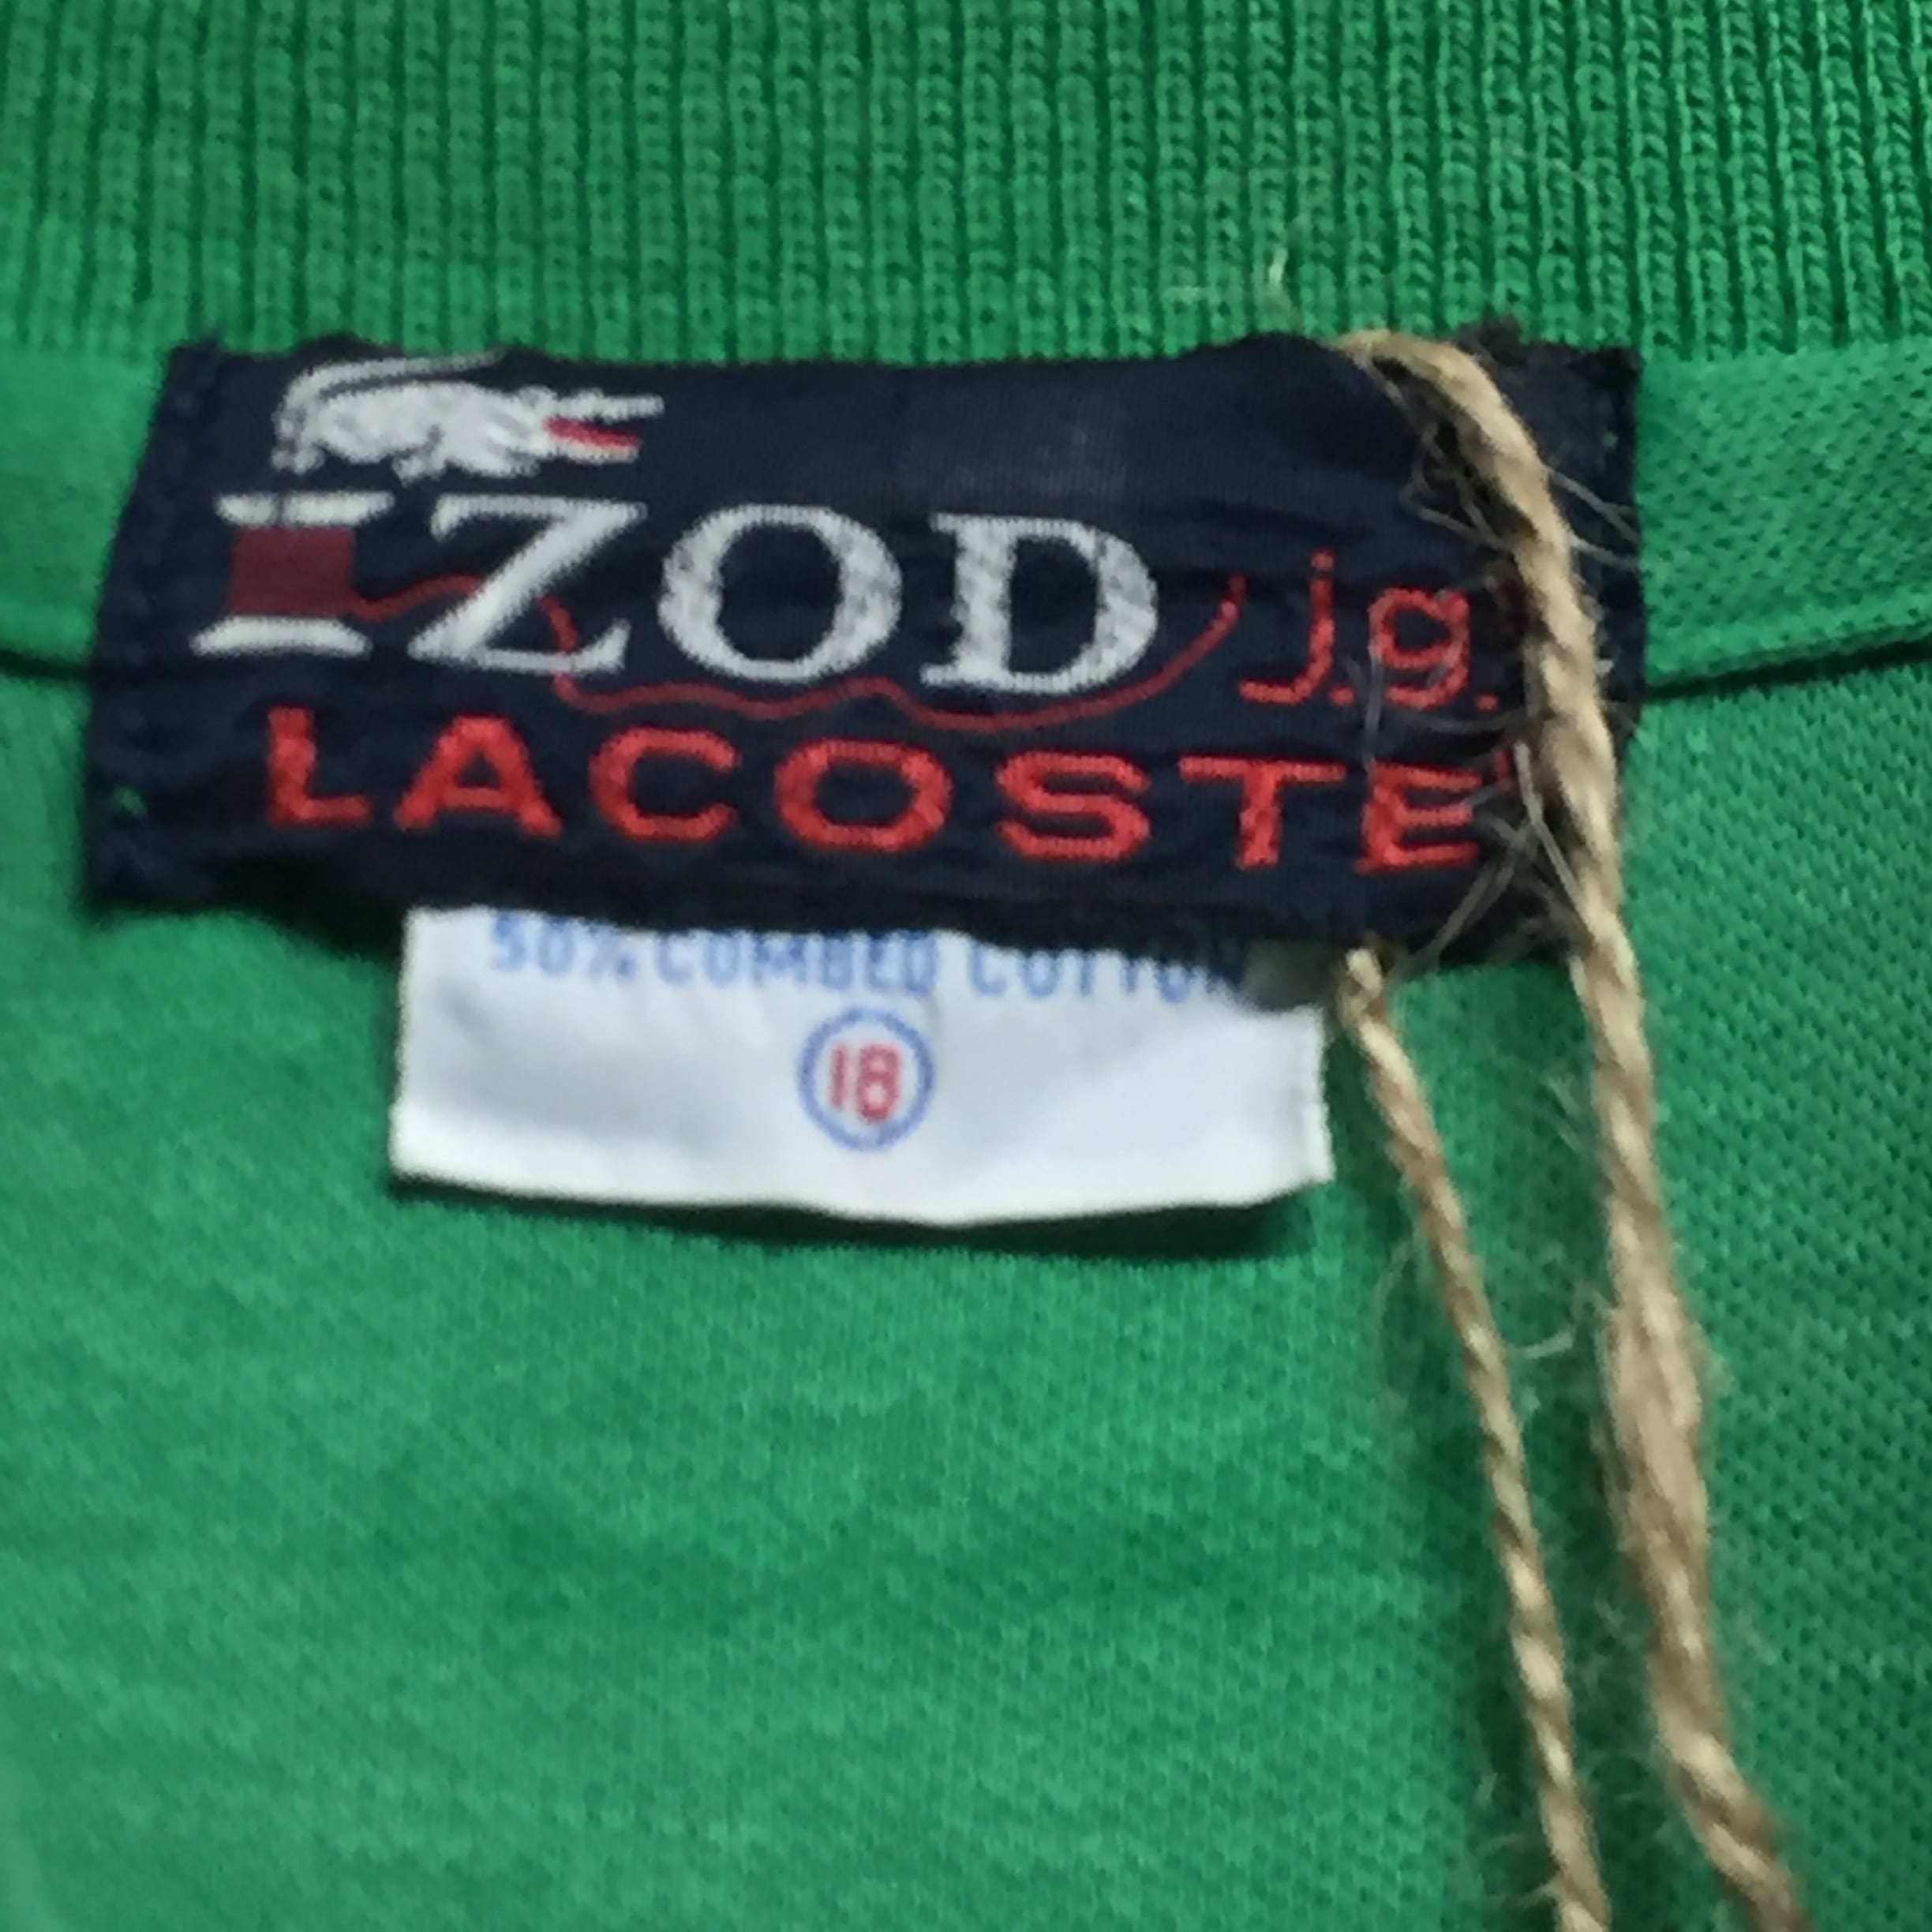 IZOD j.g.
LACOSTE
50% COMBED COTTON
18